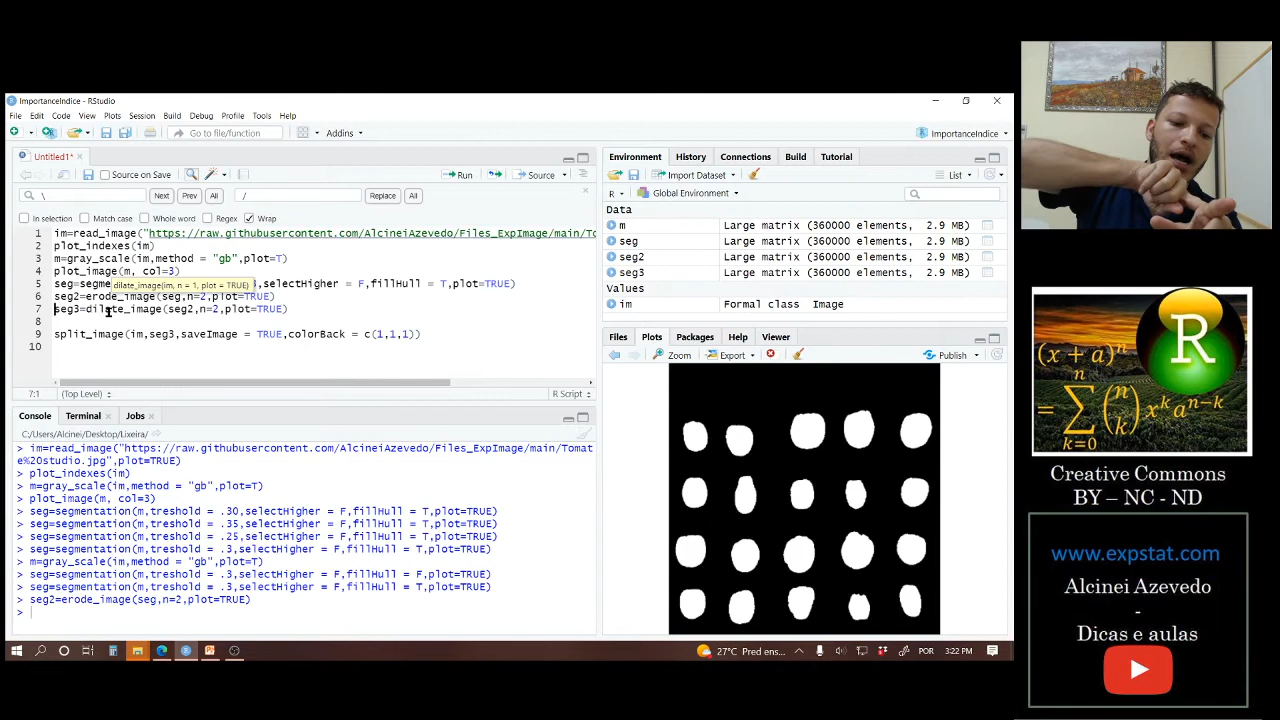 ImportanceIndice - RStudio
File Edit Code View Plots Session Build Debug Profile Tools Help
Go to file/function
Addins
ImportanceIndice
Untitled1*
Source on Save
Run
Source
\
Next Prev All
/
Replace All
In selection Match case Whole word Regex Wrap
1 im=read_image("https://raw.githubusercontent.com/AlcineiAzevedo/Files_ExpImage/main/To
2 plot_indexes(im)
3 m=gray_scale(im,method = "gb",plot=T)
4 plot_image(m, col=3)
dilate_image(im, n = 1, plot = TRUE)
5 seg=segme ,selectHigher = F,fillHull = T,plot=TRUE)
6 seg2=erode_image(seg,n=2,plot=TRUE)
7 seg3=dilate_image(seg2,n=2,plot=TRUE)
8
9 split_image(im,seg3,saveImage = TRUE,colorBack = c(1,1,1))
10
7:1 (Top Level) R Script
Console Terminal Jobs
C:/Users/Alcinei/Desktop/Lixeira/
> im=read_image("https://raw.githubusercontent.com/AlcineiAzevedo/Files_ExpImage/main/Tomat
e%20studio.jpg",plot=TRUE)
> plot_indexes(im)
> m=gray_scale(im,method = "gb",plot=T)
> plot_image(m, col=3)
> seg=segmentation(m,treshold = .30,selectHigher = F,fillHull = T,plot=TRUE)
> seg=segmentation(m,treshold = .35,selectHigher = F,fillHull = T,plot=TRUE)
> seg=segmentation(m,treshold = .25,selectHigher = F,fillHull = T,plot=TRUE)
> seg=segmentation(m,treshold = .3,selectHigher = F,fillHull = T,plot=TRUE)
> m=gray_scale(im,method = "gb",plot=T)
> seg=segmentation(m,treshold = .3,selectHigher = F,fillHull = F,plot=TRUE)
> seg=segmentation(m,treshold = .3,selectHigher = F,fillHull = T,plot=TRUE)
> seg2=erode_image(seg,n=2,plot=TRUE)
>
Environment History Connections Build Tutorial
Import Dataset
List
R Global Environment
Data
m Large matrix (360000 elements, 2.9 MB)
seg Large matrix (360000 elements, 2.9 MB)
seg2 Large matrix (360000 elements, 2.9 MB)
seg3 Large matrix (360000 elements, 2.9 MB)
Values
im Formal class Image
Files Plots Packages Help Viewer
Zoom Export Publish
27°C Pred ens... POR 3:22 PM
R
(x + a)^n
= ∑ n k=0 (n k) x^k a^n−k
Creative Commons
BY – NC - ND
www.expstat.com
Alcinei Azevedo
-
Dicas e aulas